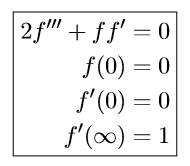 2f′′′ + ff′ = 0
f(0) = 0
f′(0) = 0
f′(∞) = 1